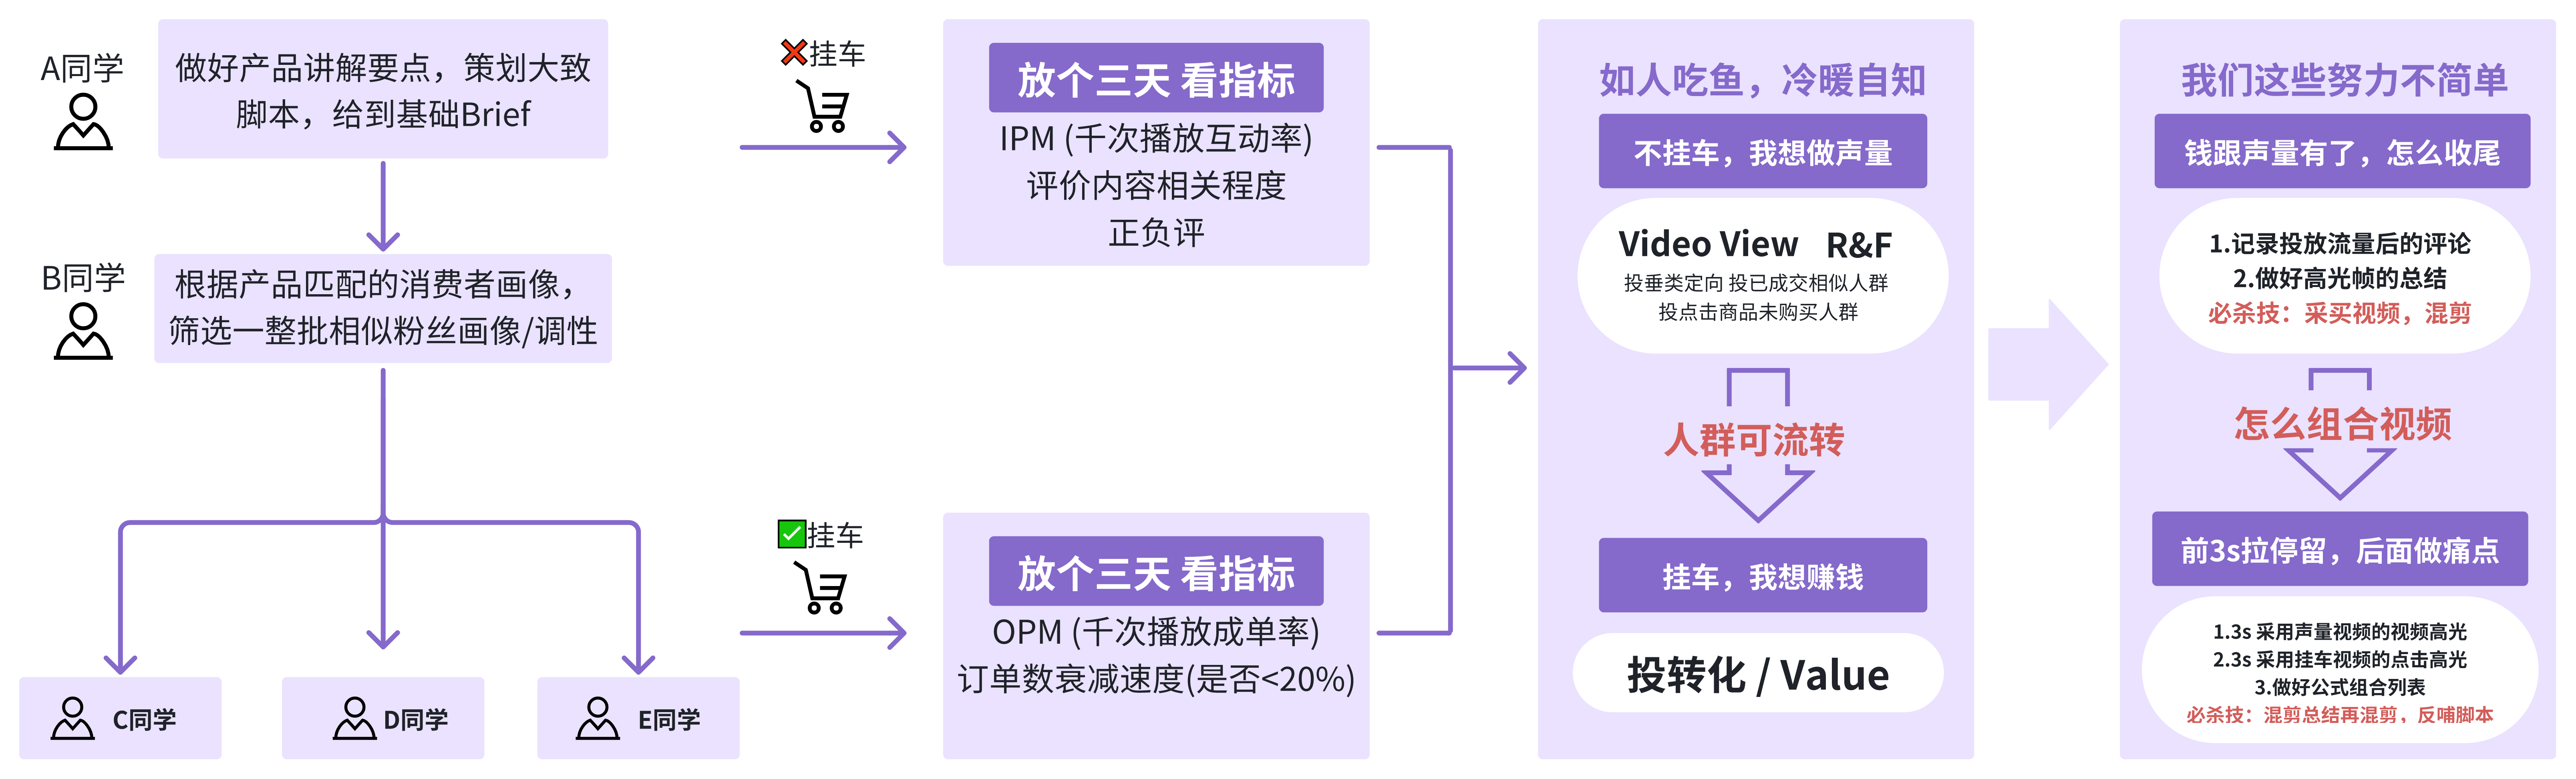 A同学
做好产品讲解要点，策划大致
脚本，给到基础Brief
B同学
根据产品匹配的消费者画像，
筛选一整批相似粉丝画像/调性
C同学
D同学
E同学
挂车
放个三天 看指标
IPM (千次播放互动率)
评价内容相关程度
正负评
挂车
放个三天 看指标
OPM (千次播放成单率)
订单数衰减速度(是否<20%)
如人吃鱼，冷暖自知
不挂车，我想做声量
Video View R&F
投垂类定向 投已成交相似人群
投点击商品未购买人群
人群可流转
挂车，我想赚钱
投转化 / Value
我们这些努力不简单
钱跟声量有了，怎么收尾
1.记录投放流量后的评论
2.做好高光帧的总结
必杀技：采买视频，混剪
怎么组合视频
前3s拉停留，后面做痛点
1.3s 采用声量视频的视频高光
2.3s 采用挂车视频的点击高光
3.做好公式组合列表
必杀技：混剪总结再混剪，反哺脚本